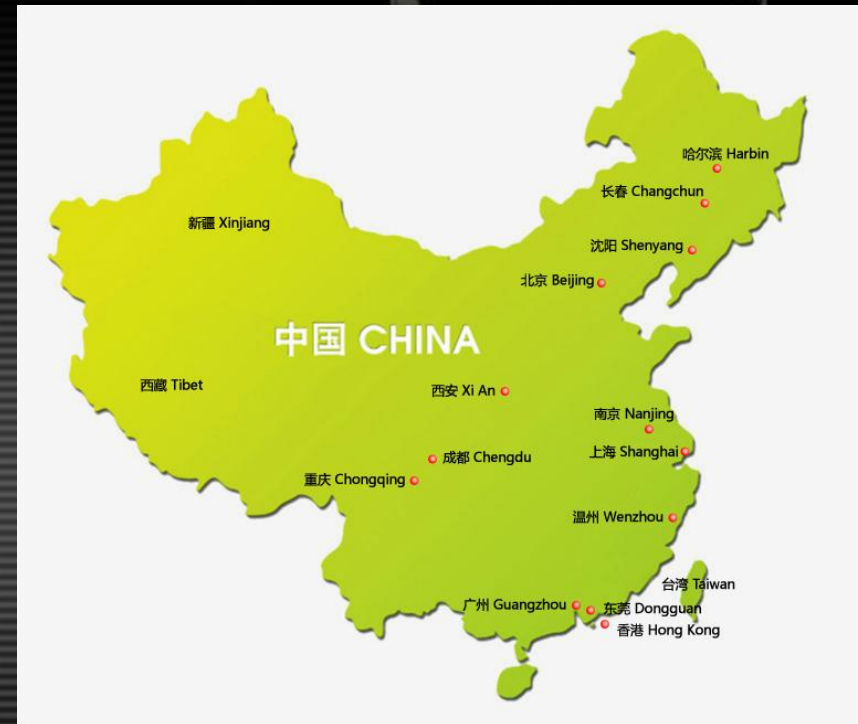 哈尔滨 Harbin
长春 Changchun
新疆 Xinjiang
沈阳 Shenyang
北京 Beijing
中国 CHINA
西藏 Tibet
西安 Xi An
南京 Nanjing
上海 Shanghai
成都 Chengdu
重庆 Chongqing
温州 Wenzhou
台湾 Taiwan
广州 Guangzhou
东莞 Dongguan
香港 Hong Kong